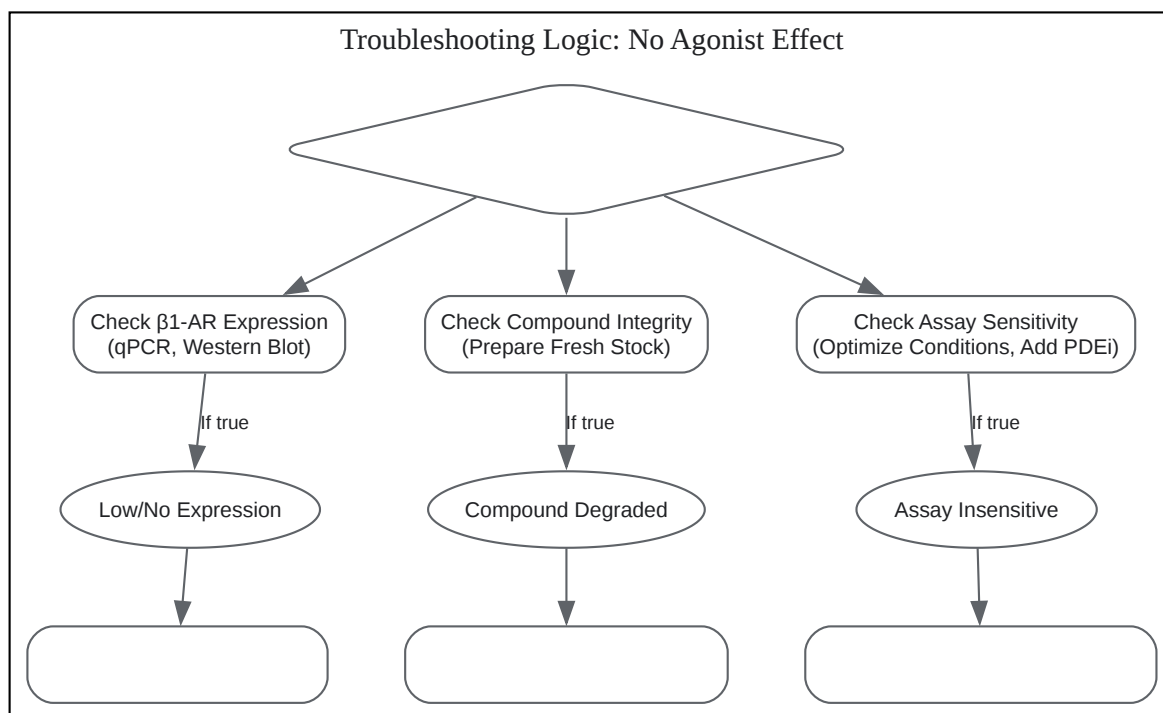 Troubleshooting Logic: No Agonist Effect
Check β1-AR Expression
(qPCR, Western Blot)
Check Compound Integrity
(Prepare Fresh Stock)
Check Assay Sensitivity
(Optimize Conditions, Add PDEi)
If true
If true
If true
Low/No Expression
Compound Degraded
Assay Insensitive